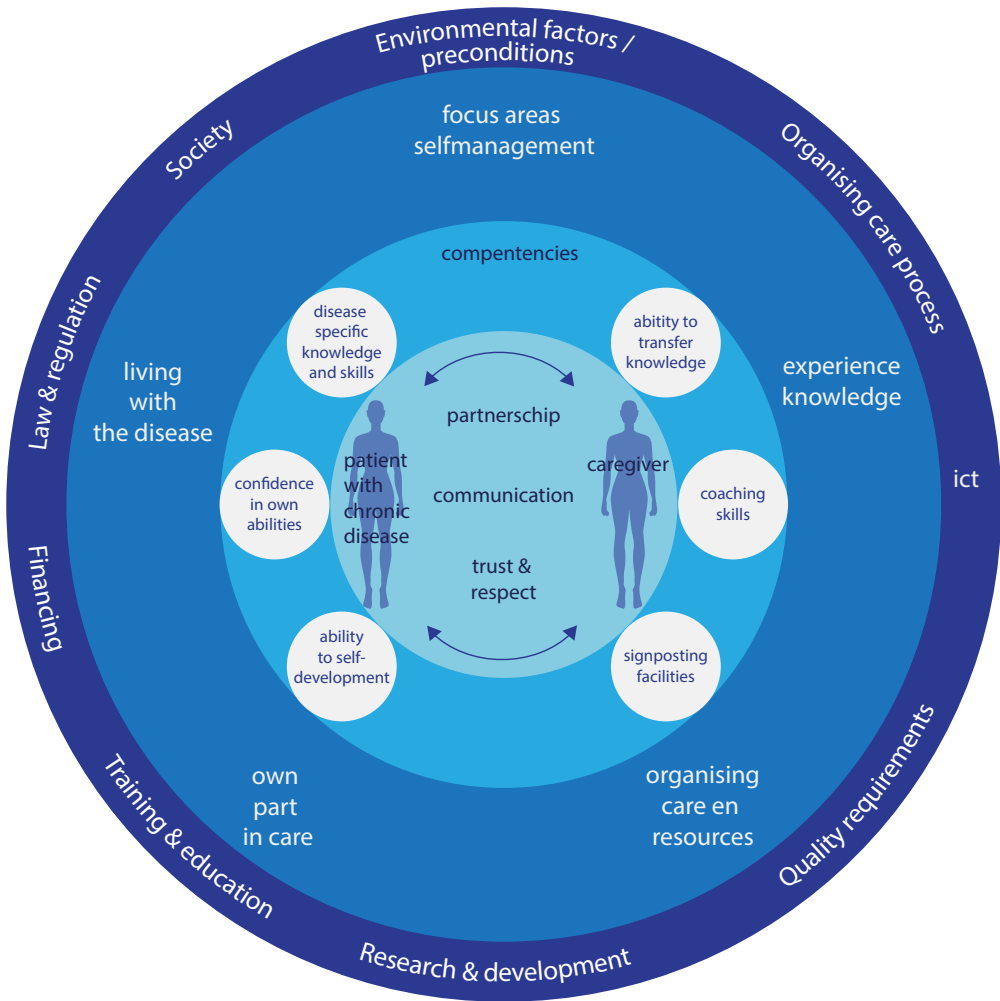 Environmental factors /
preconditions
Society
Organising care process
Law & regulation
ict
Financing
Quality requirements
Training & education
Research & development
focus areas
selfmanagement
living
with
the disease
experience
knowledge
own
part
in care
organising
care en
resources
compentencies
disease
specific
knowledge
and skills
abitity to
transfer
knowledge
confidence
in own
abilities
coaching
skills
ability
to self-
development
signposting
facilities
partnerschip
patient
with
chronic
disease
caregiver
communication
trust &
respect